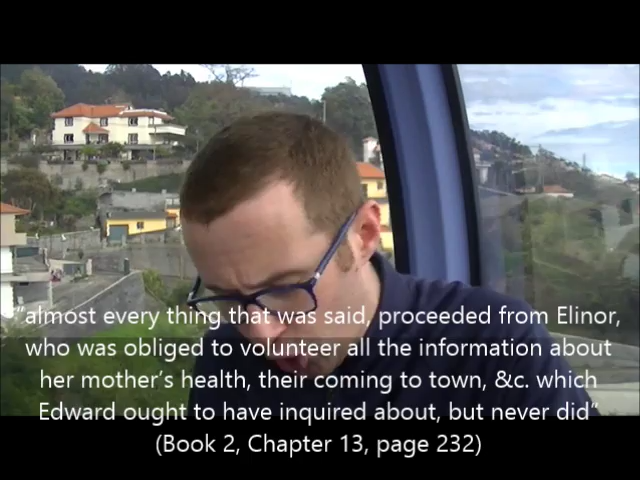 “almost every thing that was said, proceeded from Elinor,
who was obliged to volunteer all the information about
her mother’s health, their coming to town, &c. which
Edward ought to have inquired about, but never did”
(Book 2, Chapter 13, page 232)